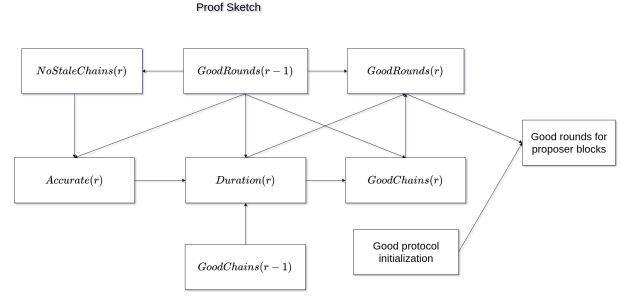 Proof Sketch
NoStaleChains(r)
GoodRounds(r − 1)
GoodRounds(r)
Good rounds for
proposer blocks
Accurate(r)
Duration(r)
GoodChains(r)
Good protocol
initialization
GoodChains(r − 1)